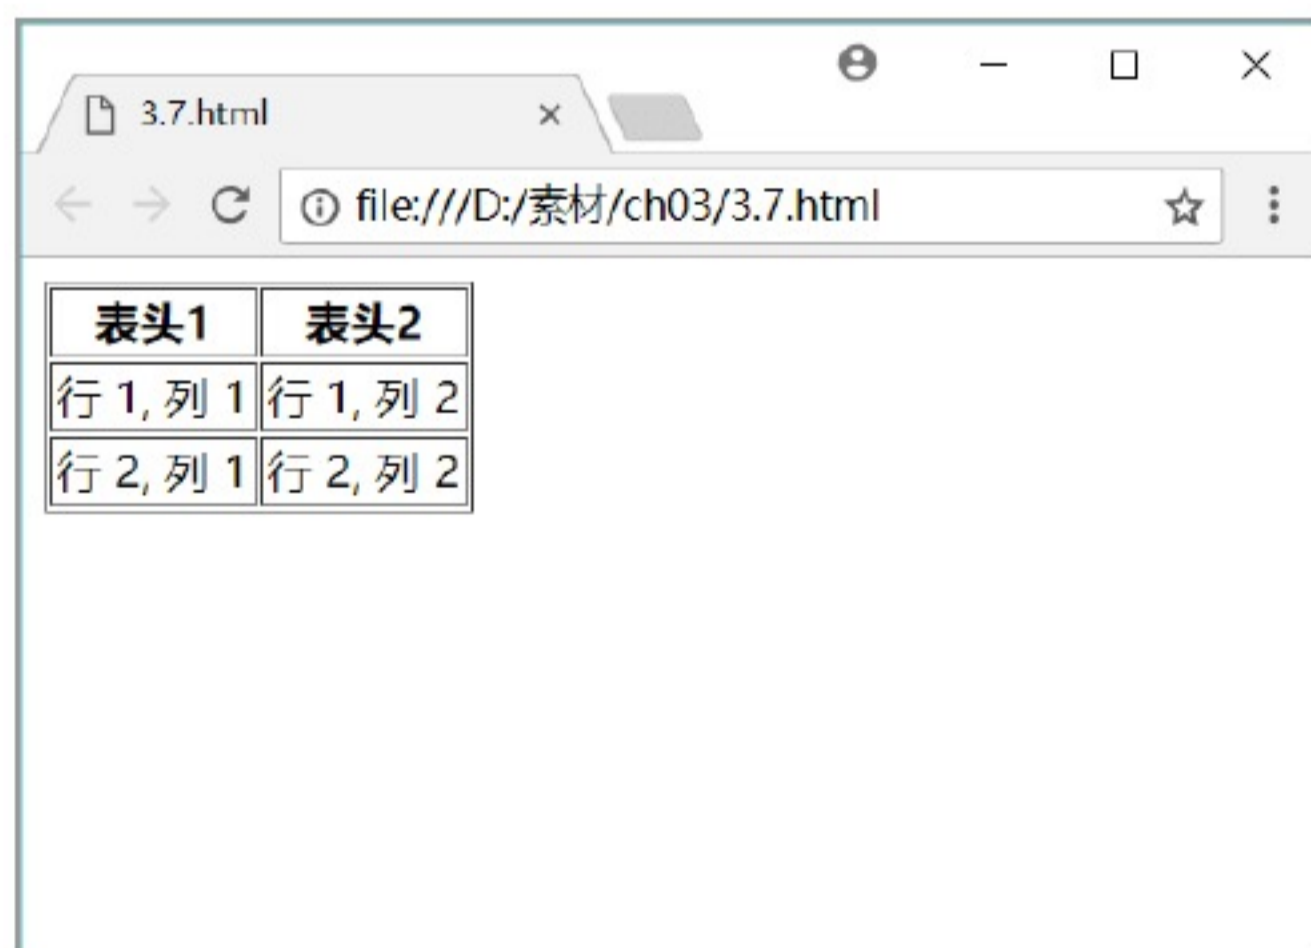 3.7.html
file:///D:/素材/ch03/3.7.html
表头1 表头2
行 1, 列 1 行 1, 列 2
行 2, 列 1 行 2, 列 2